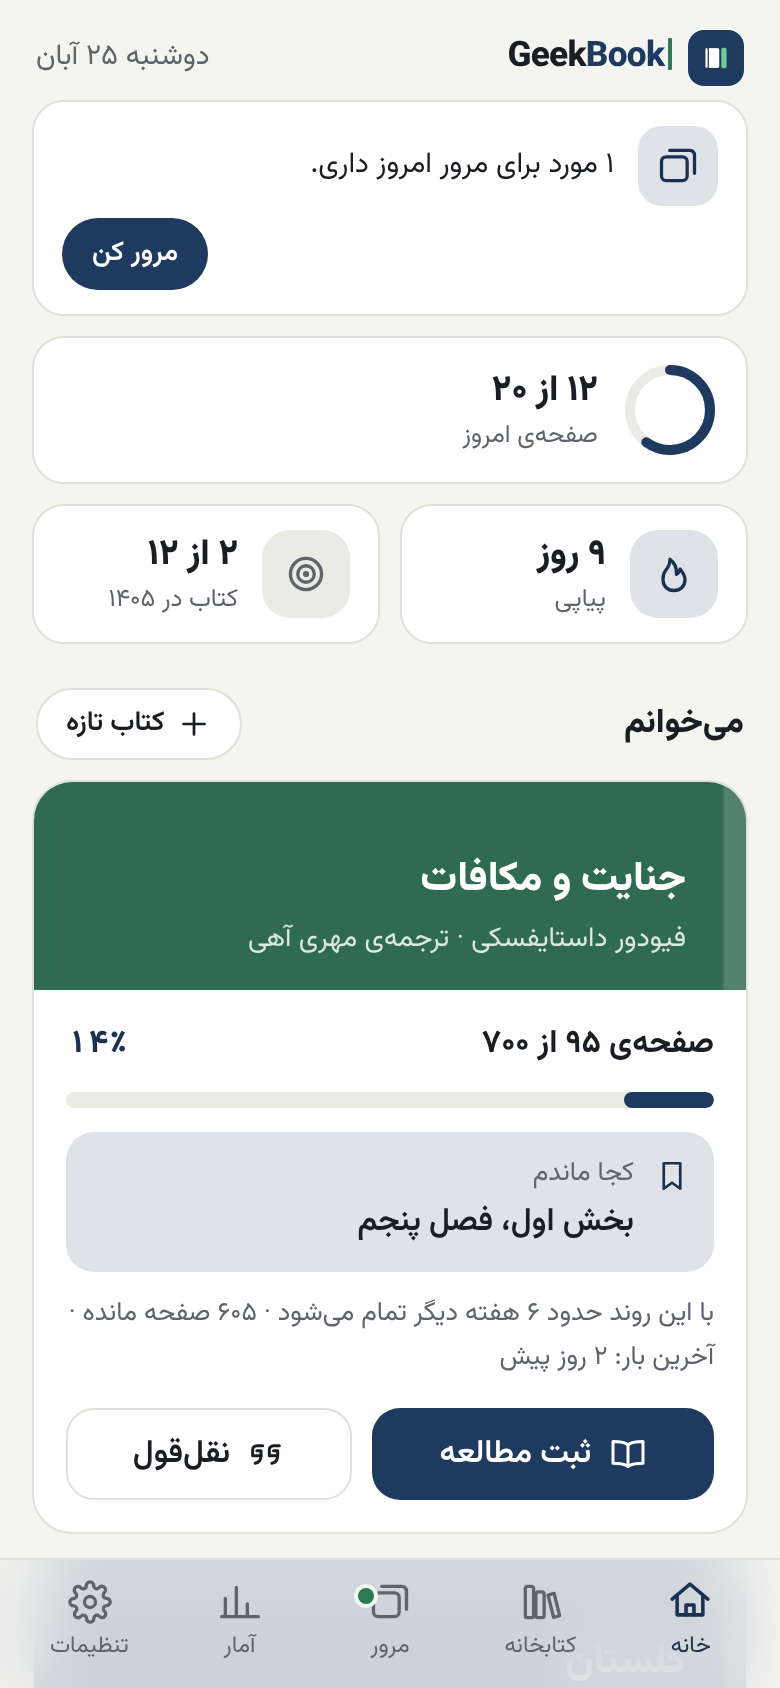 GeekBook
دوشنبه ۲۵ آبان
۱ مورد برای مرور امروز داری.
مرور کن
۱۲ از ۲۰
صفحه‌ی امروز
۹ روز
پیاپی
۲ از ۱۲
کتاب در ۱۴۰۵
می‌خوانم
کتاب تازه
جنایت و مکافات
فیودور داستایفسکی · ترجمه‌ی مهری آهی
صفحه‌ی ۹۵ از ۷۰۰
۱۴٪
کجا ماندم
بخش اول، فصل پنجم
با این روند حدود ۶ هفته دیگر تمام می‌شود · ۶۰۵ صفحه مانده ·
آخرین بار: ۲ روز پیش
ثبت مطالعه
نقل‌قول
گلستان
خانه
کتابخانه
مرور
آمار
تنظیمات